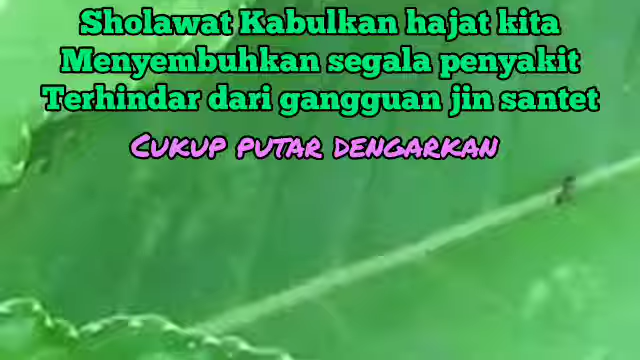 Sholawat Kabulkan hajat kita
Menyembuhkan segala penyakit
Terhindar dari gangguan jin santet
Cukup putar dengarkan